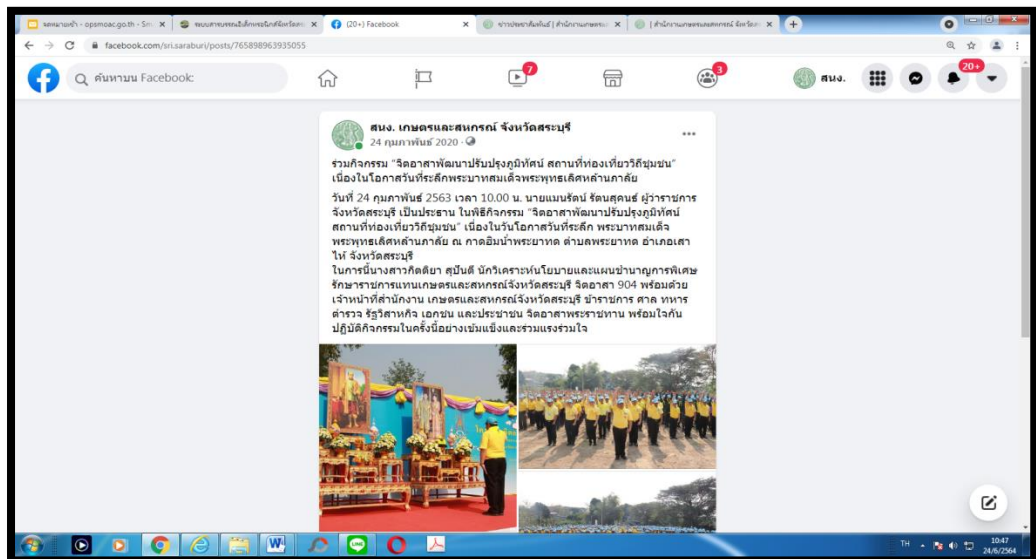 จดหมายเข้า - opsmoac.go.th - Sm
(20+) Facebook
facebook.com/sri.saraburi/posts/765898963935055
ค้นหาบน Facebook:
7
3
สนง.
20+
สนง. เกษตรและสหกรณ์ จังหวัดสระบุรี
24 กุมภาพันธ์ 2020 ·
ร่วมกิจกรรม "จิตอาสาพัฒนาปรับปรุงภูมิทัศน์ สถานที่ท่องเที่ยววิถีชุมชน"
เนื่องในโอกาสวันที่ระลึกพระบาทสมเด็จพระพุทธเลิศหล้านภาลัย
วันที่ 24 กุมภาพันธ์ 2563 เวลา 10.00 น. นายแมนรัตน์ รัตนสุคนธ์ ผู้ว่าราชการ
จังหวัดสระบุรี เป็นประธาน ในพิธีกิจกรรม "จิตอาสาพัฒนาปรับปรุงภูมิทัศน์
สถานที่ท่องเที่ยววิถีชุมชน" เนื่องในวันโอกาสวันที่ระลึก พระบาทสมเด็จ
พระพุทธเลิศหล้านภาลัย ณ กาดฮิมน้ำพระยาทด ตำบลพระยาทด อำเภอเสา
ไห้ จังหวัดสระบุรี
ในการนี้นางสาวกิตติยา สุปันตี นักวิเคราะห์นโยบายและแผนชำนาญการพิเศษ
รักษาราชการแทนเกษตรและสหกรณ์จังหวัดสระบุรี จิตอาสา 904 พร้อมด้วย
เจ้าหน้าที่สำนักงาน เกษตรและสหกรณ์จังหวัดสระบุรี ข้าราชการ ศาล ทหาร
ตำรวจ รัฐวิสาหกิจ เอกชน และประชาชน จิตอาสาพระราชทาน พร้อมใจกัน
ปฏิบัติกิจกรรมในครั้งนี้อย่างเข้มแข็งและร่วมแรงร่วมใจ
TH
10:47
24/6/2564